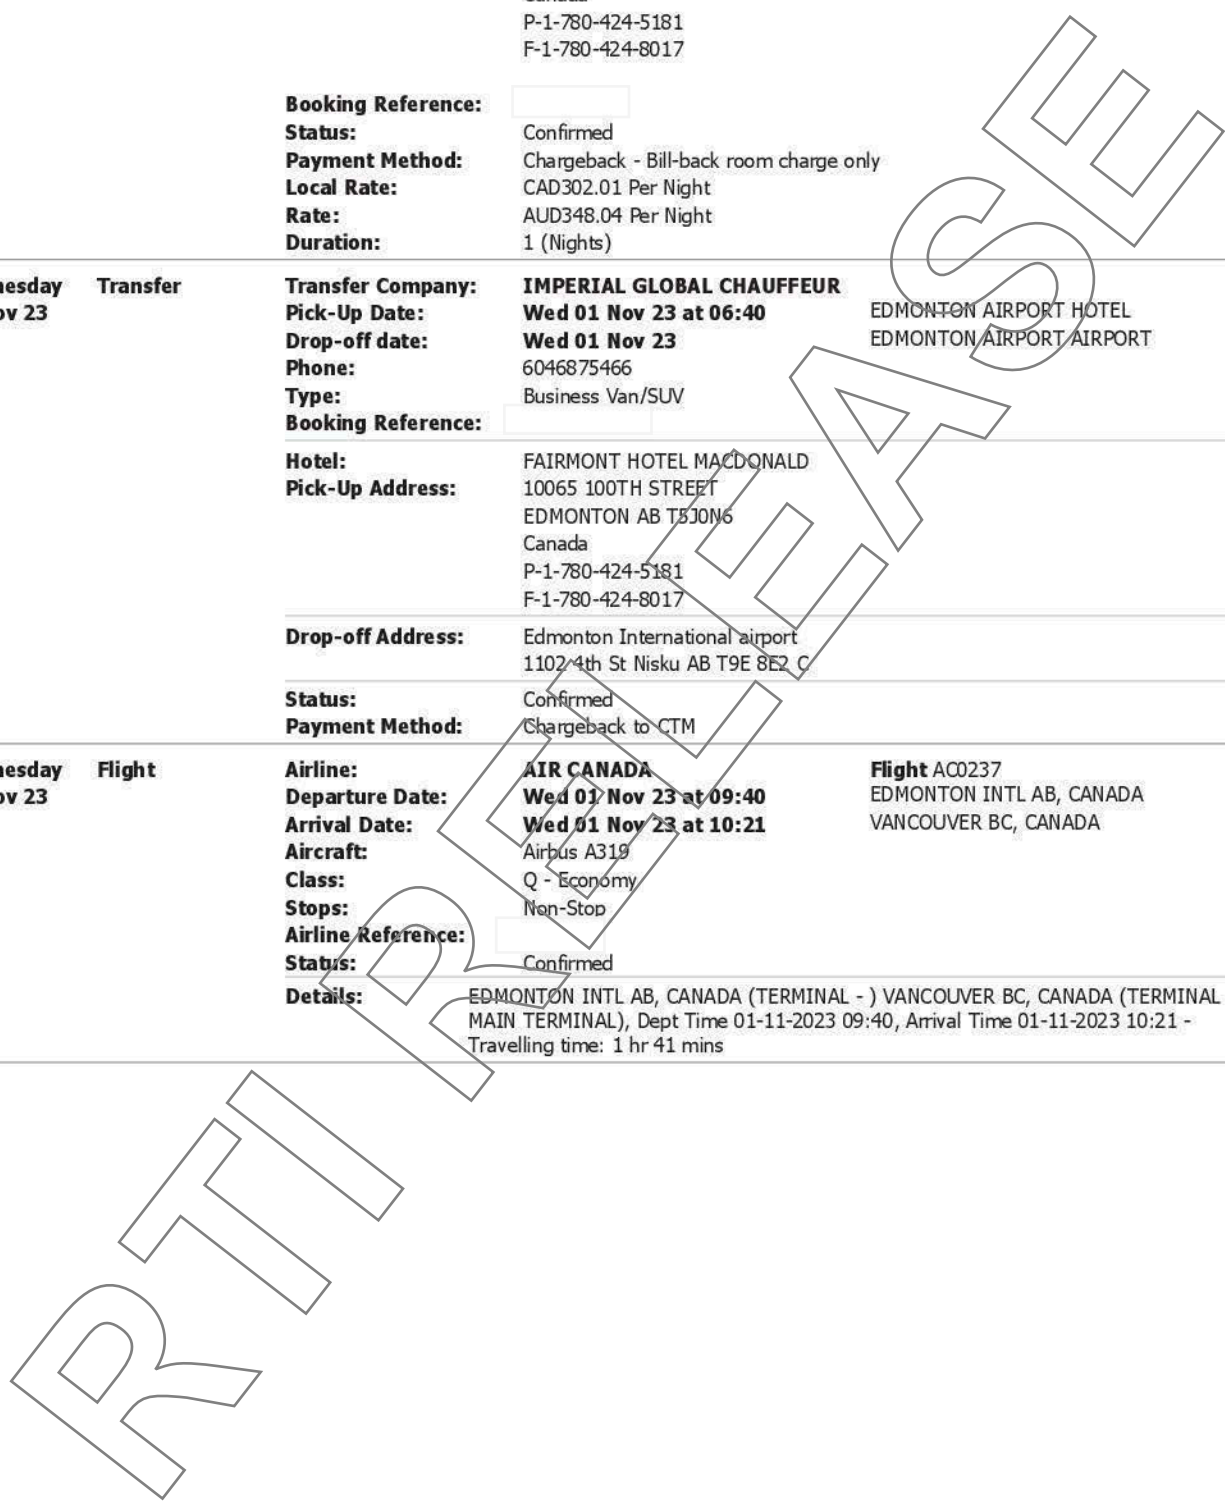 P-1-780-424-5181
F-1-780-424-8017
Booking Reference:
Status: Confirmed
Payment Method: Chargeback - Bill-back room charge only
Local Rate: CAD302.01 Per Night
Rate: AUD348.04 Per Night
Duration: 1 (Nights)
Transfer Transfer Company: IMPERIAL GLOBAL CHAUFFEUR
23 Pick-Up Date: Wed 01 Nov 23 at 06:40 EDMONTON AIRPORT HOTEL
Drop-off date: Wed 01 Nov 23 EDMONTON AIRPORT AIRPORT
Phone: 6046875466
Type: Business Van/SUV
Booking Reference:
Hotel: FAIRMONT HOTEL MACDONALD
Pick-Up Address: 10065 100TH STREET
EDMONTON AB T5J0N6
Canada
P-1-780-424-5181
F-1-780-424-8017
Drop-off Address: Edmonton International airport
1102 4th St Nisku AB T9E 8E2 C
Status: Confirmed
Payment Method: Chargeback to CTM
Flight Airline: AIR CANADA Flight AC0237
23 Departure Date: Wed 01 Nov 23 at 09:40 EDMONTON INTL AB, CANADA
Arrival Date: Wed 01 Nov 23 at 10:21 VANCOUVER BC, CANADA
Aircraft: Airbus A319
Class: Q - Economy
Stops: Non-Stop
Airline Reference:
Status: Confirmed
Details: EDMONTON INTL AB, CANADA (TERMINAL - ) VANCOUVER BC, CANADA (TERMINAL
MAIN TERMINAL), Dept Time 01-11-2023 09:40, Arrival Time 01-11-2023 10:21 -
Travelling time: 1 hr 41 mins
RTI RELEASE